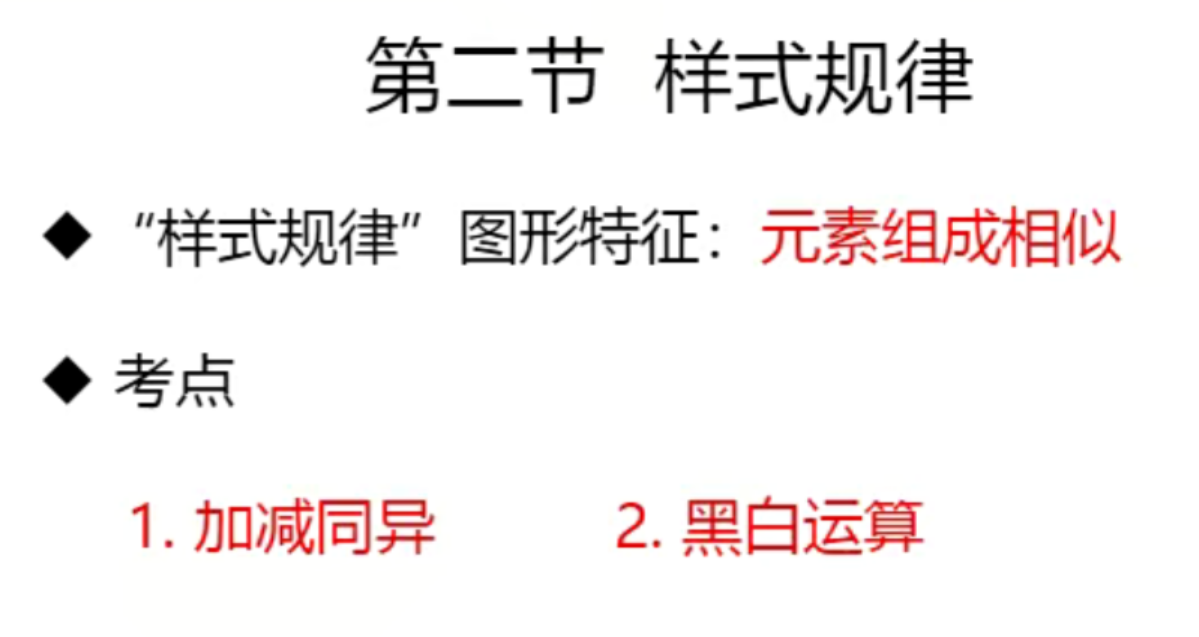 第二节 样式规律
◆ “样式规律”图形特征：元素组成相似
◆ 考点
1. 加减同异 2. 黑白运算